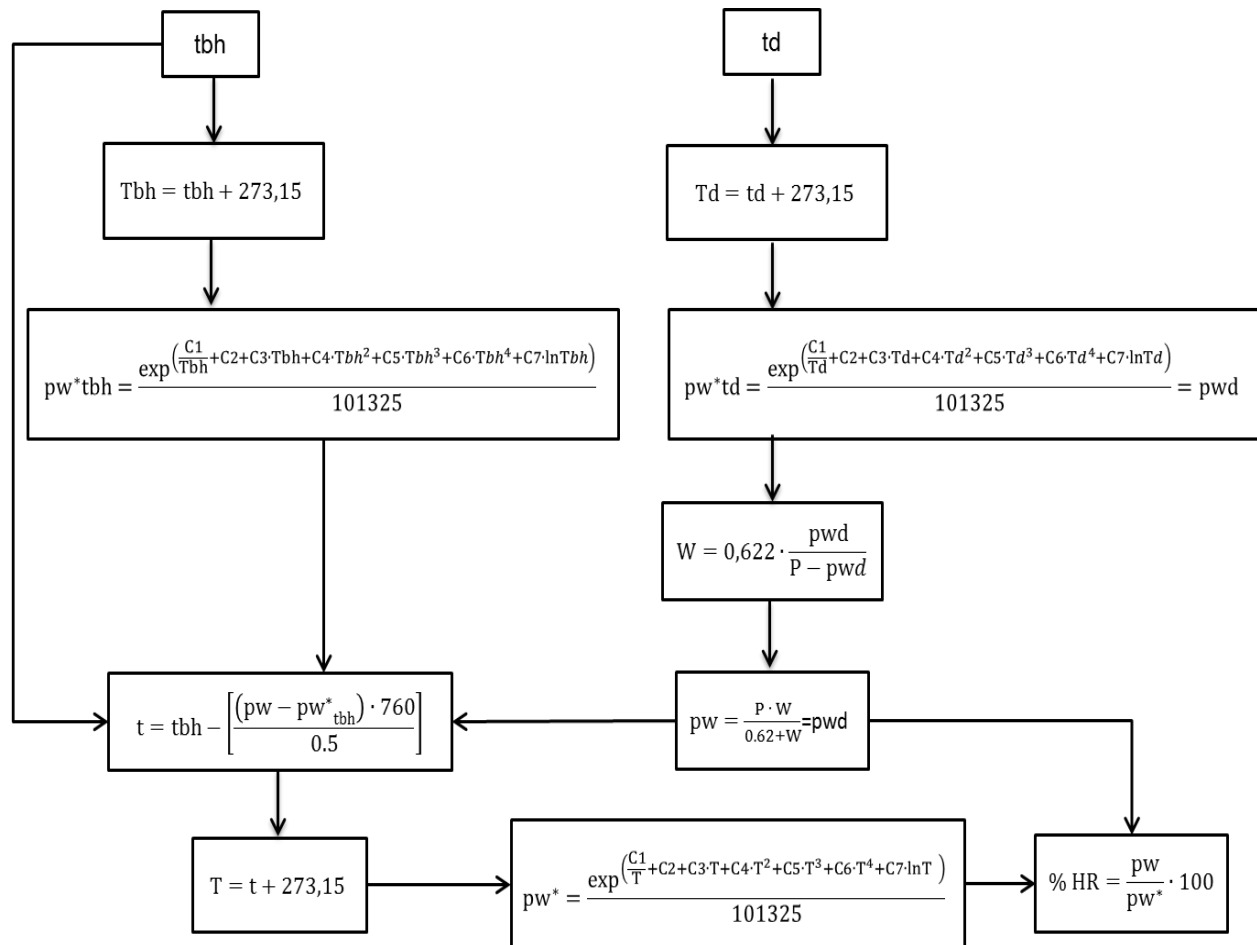 tbh
td
Tbh = tbh + 273,15
Td = td + 273,15
pw*tbh = exp^(C1/Tbh+C2+C3·Tbh+C4·Tbh²+C5·Tbh³+C6·Tbh⁴+C7·lnTbh) / 101325
pw*td = exp^(C1/Td+C2+C3·Td+C4·Td²+C5·Td³+C6·Td⁴+C7·lnTd) / 101325 = pwd
W = 0,622 · pwd / (P − pwd)
t = tbh − [(pw − pw*tbh) · 760 / 0.5]
pw = P · W / 0.62+W =pwd
T = t + 273,15
pw* = exp^(C1/T+C2+C3·T+C4·T²+C5·T³+C6·T⁴+C7·lnT ) / 101325
% HR = pw / pw* · 100